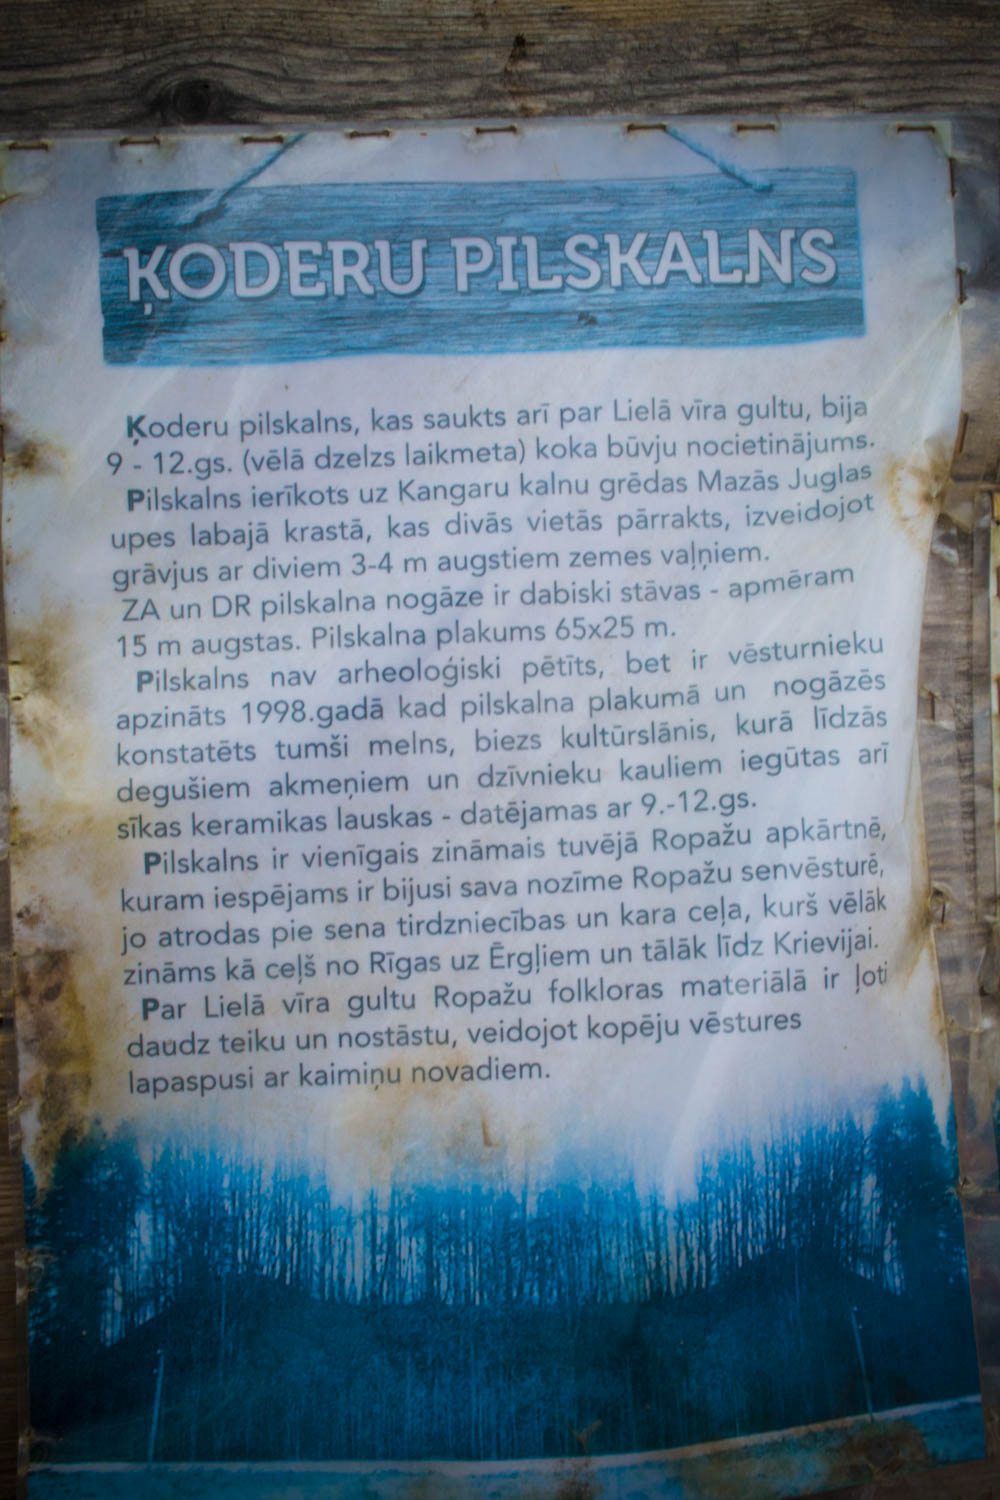 ĶODERU PILSKALNS
Ķoderu pilskalns, kas saukts arī par Lielā vīra gultu, bija
9 - 12.gs. (vēlā dzelzs laikmeta) koka būvju nocietinājums.
Pilskalns ierīkots uz Kangaru kalnu grēdas Mazās Juglas
upes labajā krastā, kas divās vietās pārrakts, izveidojot
grāvjus ar diviem 3-4 m augstiem zemes vaļņiem.
ZA un DR pilskalna nogāze ir dabiski stāvas - apmēram
15 m augstas. Pilskalna plakums 65x25 m.
Pilskalns nav arheoloģiski pētīts, bet ir vēsturnieku
apzināts 1998.gadā kad pilskalna plakumā un nogāzēs
konstatēts tumši melns, biezs kultūrslānis, kurā līdzās
degušiem akmeņiem un dzīvnieku kauliem iegūtas arī
sīkas keramikas lauskas - datējamas ar 9.-12.gs.
Pilskalns ir vienīgais zināmais tuvējā Ropažu apkārtnē,
kuram iespējams ir bijusi sava nozīme Ropažu senvēsturē,
jo atrodas pie sena tirdzniecības un kara ceļa, kurš vēlāk
zināms kā ceļš no Rīgas uz Ērgļiem un tālāk līdz Krievijai.
Par Lielā vīra gultu Ropažu folkloras materiālā ir ļoti
daudz teiku un nostāstu, veidojot kopēju vēstures
lapaspusi ar kaimiņu novadiem.